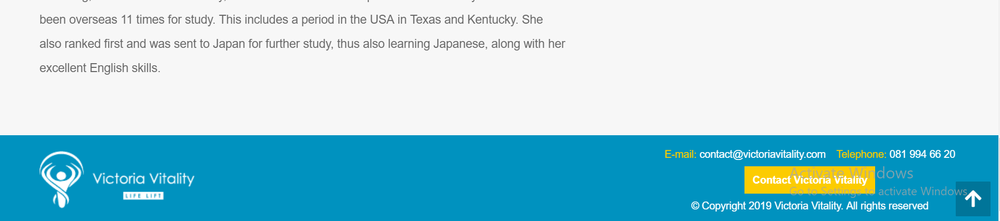 been overseas 11 times for study. This includes a period in the USA in Texas and Kentucky. She
also ranked first and was sent to Japan for further study, thus also learning Japanese, along with her
excellent English skills.
Victoria Vitality
LIFE LIFT
E-mail: contact@victoriavitality.com Telephone: 081 994 66 20
Contact Victoria Vitality
Activate Windows
Go to Settings to activate Windows
© Copyright 2019 Victoria Vitality. All rights reserved